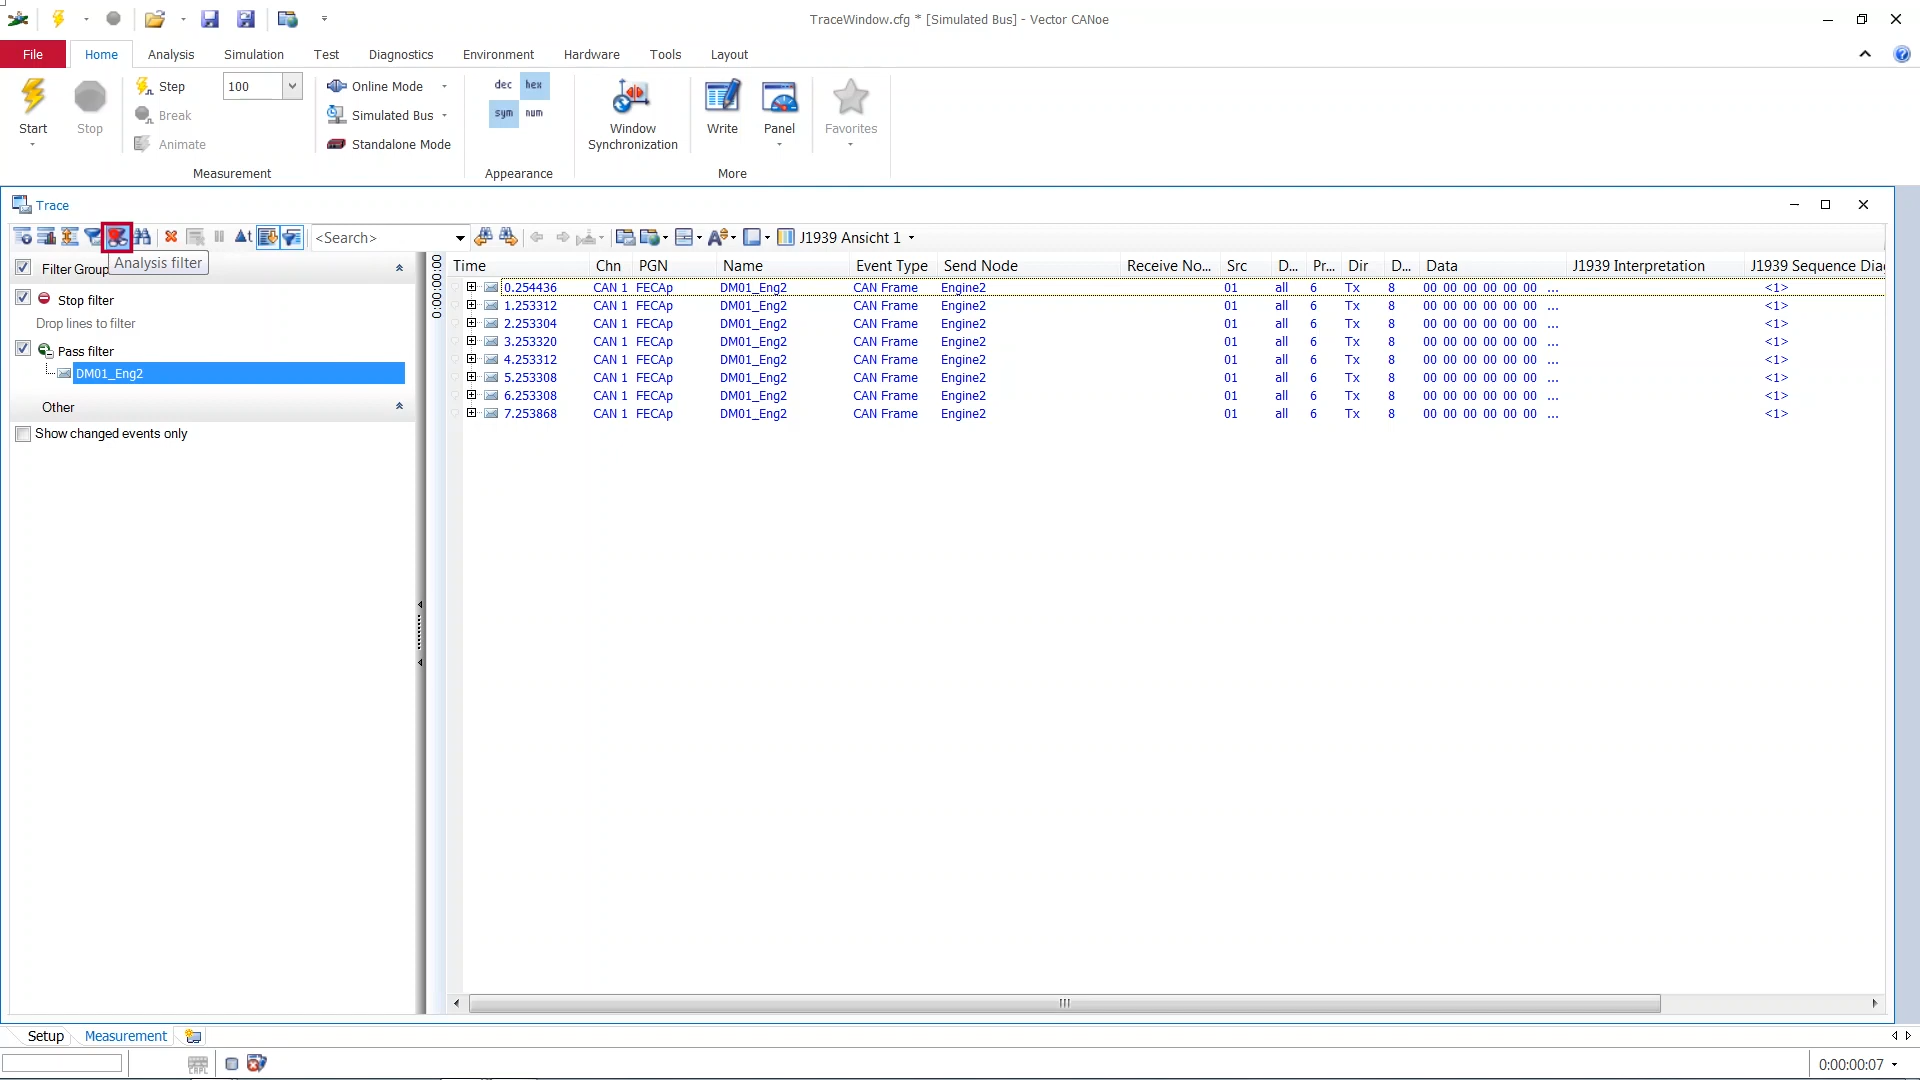 TraceWindow.cfg * [Simulated Bus] - Vector CANoe
File Home Analysis Simulation Test Diagnostics Environment Hardware Tools Layout
Start
Stop
Step
Break
Animate
100
Measurement
Online Mode
Simulated Bus
Standalone Mode
dec hex
sym num
Appearance
Window
Synchronization
Write
Panel
More
Favorites
Trace
<Search>
J1939 Ansicht 1
Filter Group
Analysis filter
Stop filter
Drop lines to filter
Pass filter
DM01_Eng2
Other
Show changed events only
0:00:00:00
Time Chn PGN Name Event Type Send Node Receive No... Src D... Pr... Dir D... Data J1939 Interpretation J1939 Sequence Diac
0.254436 CAN 1 FECAp DM01_Eng2 CAN Frame Engine2 01 all 6 Tx 8 00 00 00 00 00 00 ... <1>
1.253312 CAN 1 FECAp DM01_Eng2 CAN Frame Engine2 01 all 6 Tx 8 00 00 00 00 00 00 ... <1>
2.253304 CAN 1 FECAp DM01_Eng2 CAN Frame Engine2 01 all 6 Tx 8 00 00 00 00 00 00 ... <1>
3.253320 CAN 1 FECAp DM01_Eng2 CAN Frame Engine2 01 all 6 Tx 8 00 00 00 00 00 00 ... <1>
4.253312 CAN 1 FECAp DM01_Eng2 CAN Frame Engine2 01 all 6 Tx 8 00 00 00 00 00 00 ... <1>
5.253308 CAN 1 FECAp DM01_Eng2 CAN Frame Engine2 01 all 6 Tx 8 00 00 00 00 00 00 ... <1>
6.253308 CAN 1 FECAp DM01_Eng2 CAN Frame Engine2 01 all 6 Tx 8 00 00 00 00 00 00 ... <1>
7.253868 CAN 1 FECAp DM01_Eng2 CAN Frame Engine2 01 all 6 Tx 8 00 00 00 00 00 00 ... <1>
Setup Measurement
CAPL
0:00:00:07